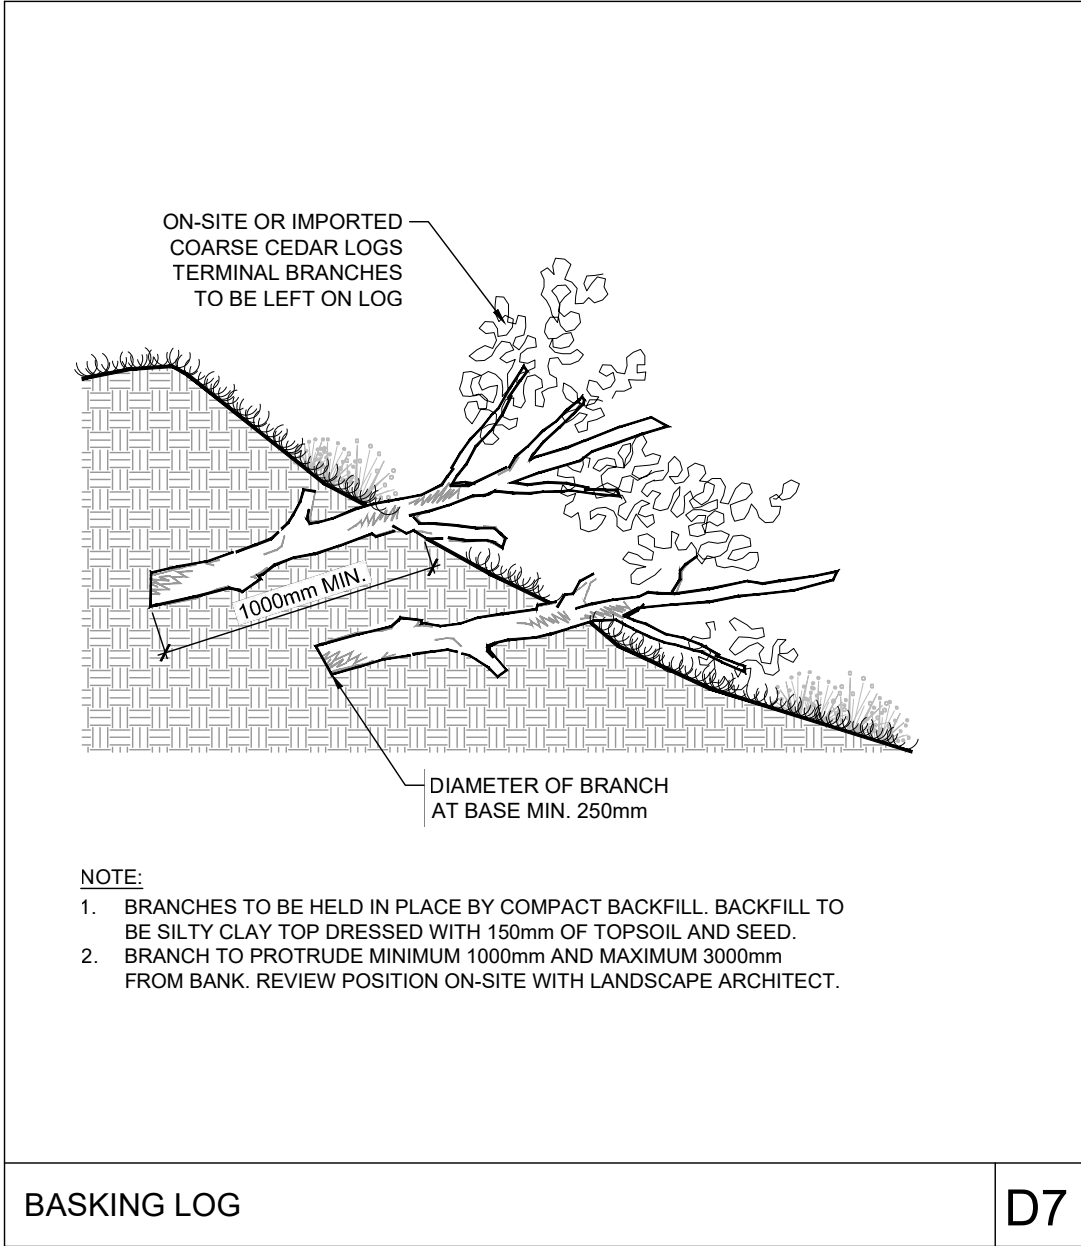 ON-SITE OR IMPORTED
COARSE CEDAR LOGS
TERMINAL BRANCHES
TO BE LEFT ON LOG
1000mm MIN.
DIAMETER OF BRANCH
AT BASE MIN. 250mm
NOTE:
1. BRANCHES TO BE HELD IN PLACE BY COMPACT BACKFILL. BACKFILL TO
BE SILTY CLAY TOP DRESSED WITH 150mm OF TOPSOIL AND SEED.
2. BRANCH TO PROTRUDE MINIMUM 1000mm AND MAXIMUM 3000mm
FROM BANK. REVIEW POSITION ON-SITE WITH LANDSCAPE ARCHITECT.
BASKING LOG
D7